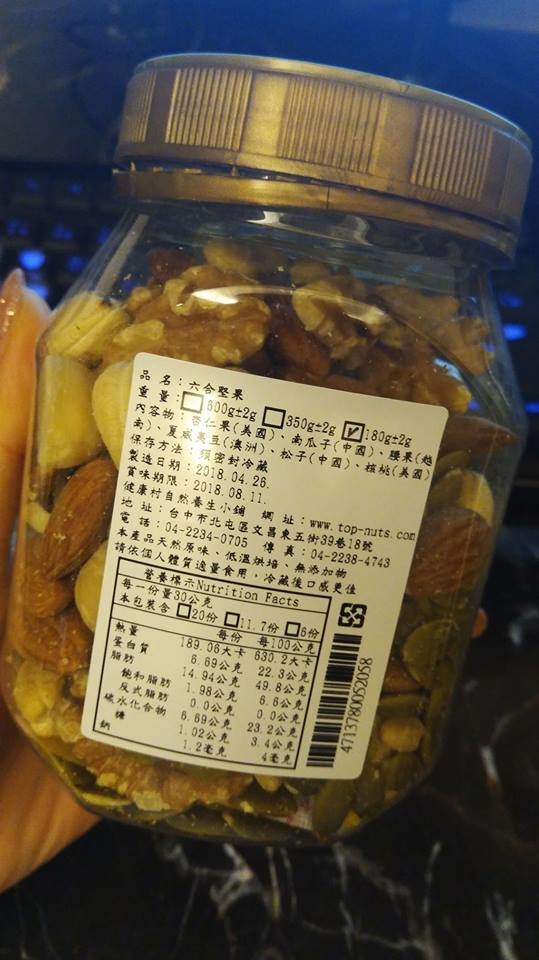 品 名：六合堅果
重 量：□600g±2g □350g±2g ☑180g±2g
內容物：杏仁果(美國)、南瓜子(中國)、腰果(越
南)、夏威夷豆(澳洲)、松子(中國)、核桃(美國)
保存方法：須密封冷藏
製造日期：2018.04.26.
賞味期限：2018.08.11.
健康村自然養生小鋪 網 址：www.top-nuts.com
地 址：台中市北屯區文昌東五街39巷18號
電 話：04-2234-0705 傳 真：04-2238-4743
本產品天然原味、低溫烘培、無添加物
請依個人體質適量食用，冷藏後口感更佳
營養標示Nutrition Facts
每一份量30公克
本包裝含 □20份 □11.7份 □6份
每份 每100公克
熱量 189.06大卡 630.2大卡
蛋白質 6.69公克 22.3公克
脂肪 14.94公克 49.8公克
飽和脂肪 1.98公克 6.6公克
反式脂肪 0.0公克 0.0公克
碳水化合物 6.69公克 23.2公克
糖 1.02公克 3.4公克
鈉 1.2毫克 4毫克
4713780052058